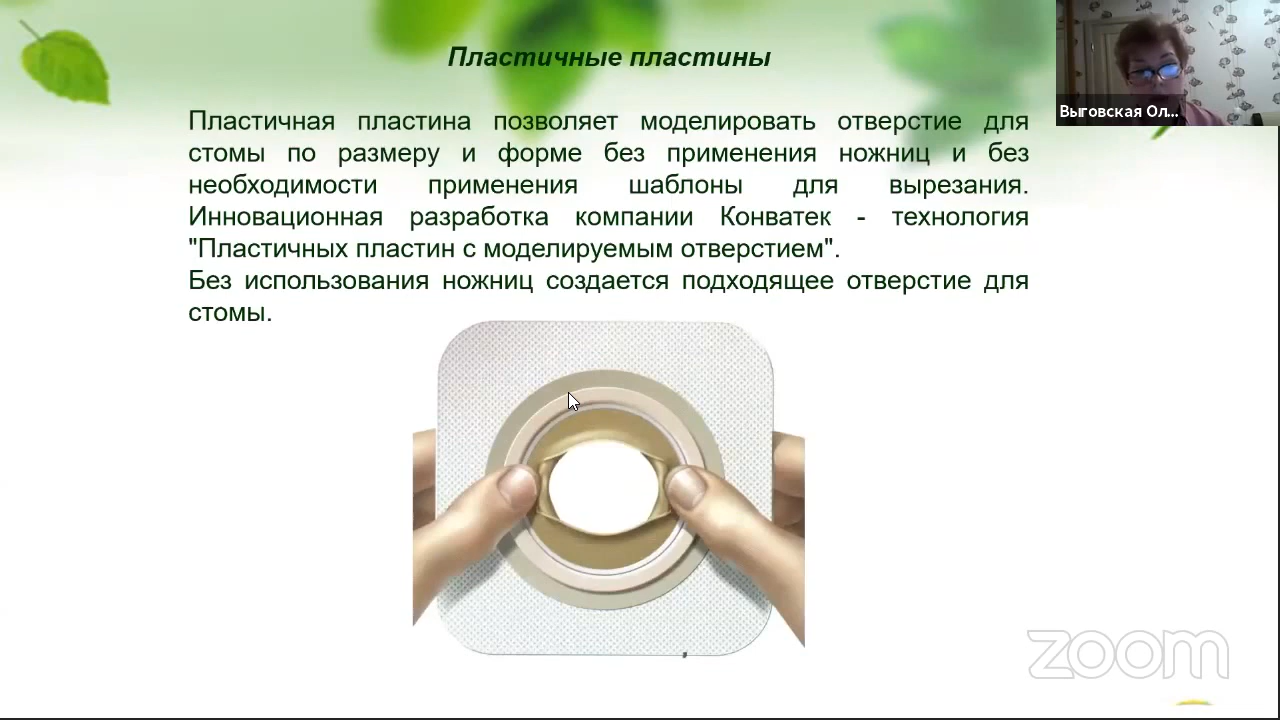 Пластичные пластины
Выговская Ол...
Пластичная пластина позволяет моделировать отверстие для
стомы по размеру и форме без применения ножниц и без
необходимости применения шаблоны для вырезания.
Инновационная разработка компании Конватек - технология
"Пластичных пластин с моделируемым отверстием".
Без использования ножниц создается подходящее отверстие для
стомы.
zoom